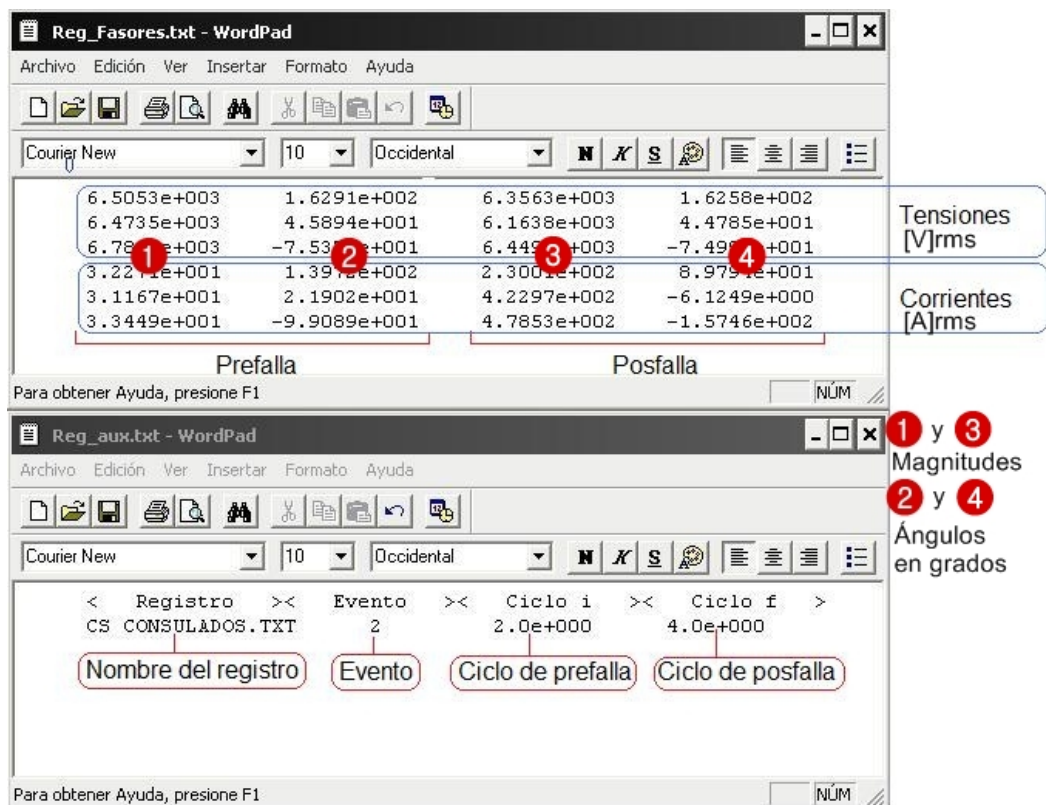 Reg_Fasores.txt - WordPad
Archivo Edición Ver Insertar Formato Ayuda
Courier New 10 Occidental N K S
6.5053e+003 1.6291e+002 6.3563e+003 1.6258e+002
6.4735e+003 4.5894e+001 6.1638e+003 4.4785e+001
Tensiones
[V]rms
1 2 3 4
3.1167e+001 2.1902e+001 4.2297e+002 -6.1249e+000
3.3449e+001 -9.9089e+001 4.7853e+002 -1.5746e+002
Corrientes
[A]rms
Prefalla Posfalla
Para obtener Ayuda, presione F1 NÚM
Reg_aux.txt - WordPad
Archivo Edición Ver Insertar Formato Ayuda
Courier New 10 Occidental N K S
1 y 3
Magnitudes
2 y 4
Ángulos
en grados
< Registro >< Evento >< Ciclo i >< Ciclo f >
CS CONSULADOS.TXT 2 2.0e+000 4.0e+000
Nombre del registro Evento Ciclo de prefalla Ciclo de posfalla
Para obtener Ayuda, presione F1 NÚM